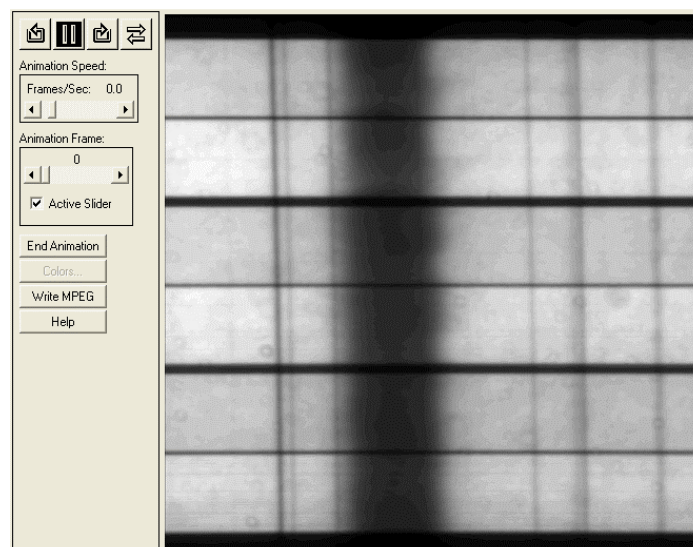 Animation Speed:
Frames/Sec: 0.0
Animation Frame:
0
Active Slider
End Animation
Colors...
Write MPEG
Help